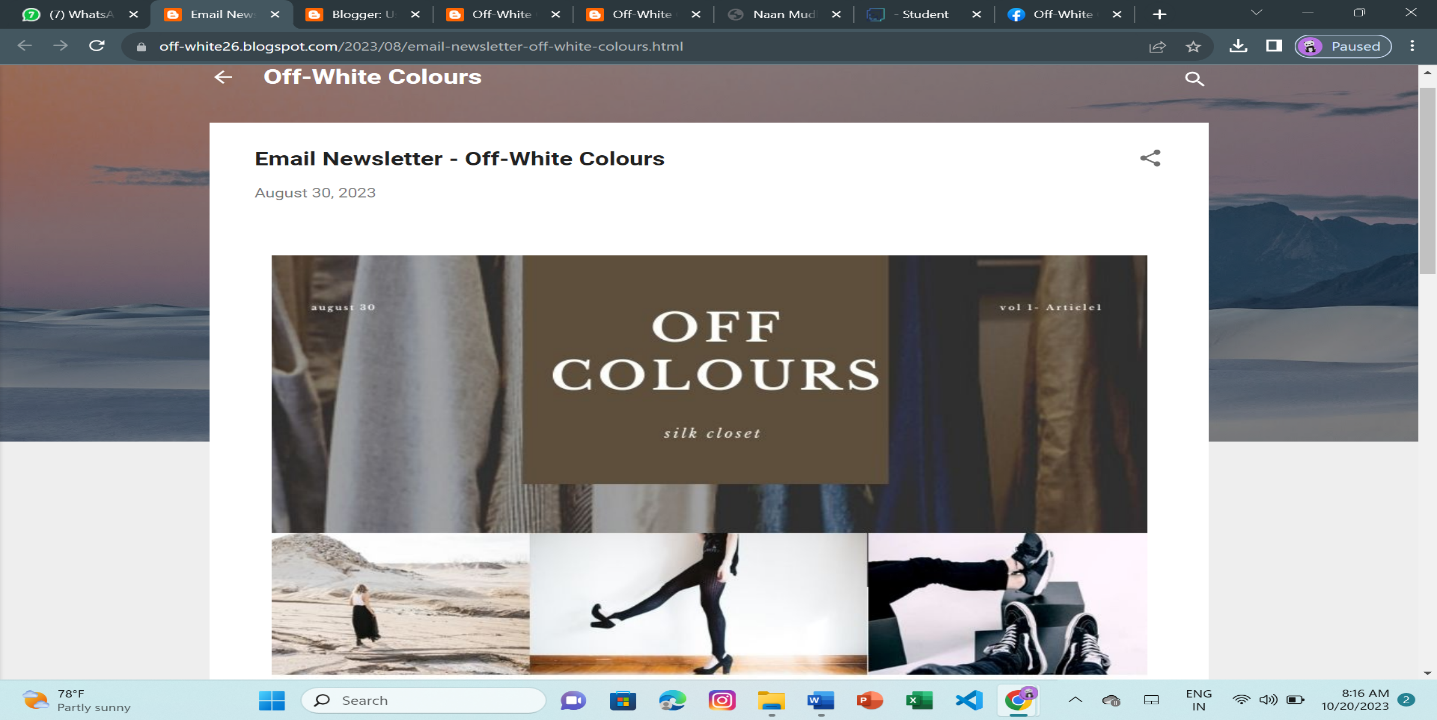 (7) WhatsA
Email New
Blogger: U
Off-White
Off-White
Naan Mud
- Student
Off-White
off-white26.blogspot.com/2023/08/email-newsletter-off-white-colours.html
Paused
Off-White Colours
Email Newsletter - Off-White Colours
August 30, 2023
august 30
vol 1- Article1
OFF
COLOURS
silk closet
78°F
Partly sunny
Search
ENG
IN
8:16 AM
10/20/2023
2